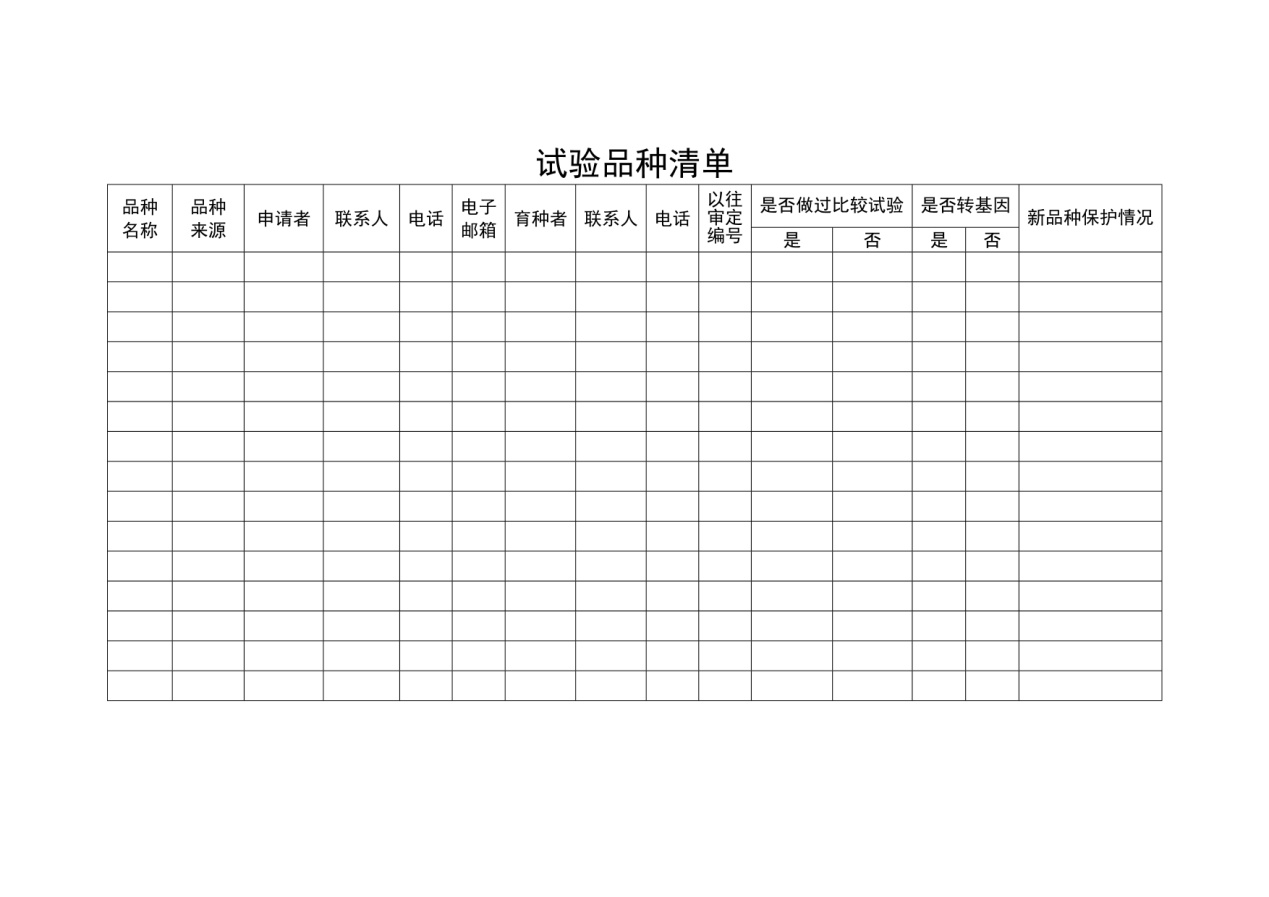 试验品种清单
品种
名称
品种
来源
申请者
联系人
电话
电子
邮箱
育种者
联系人
电话
以往
审定
编号
是否做过比较试验
是否转基因
新品种保护情况
是
否
是
否